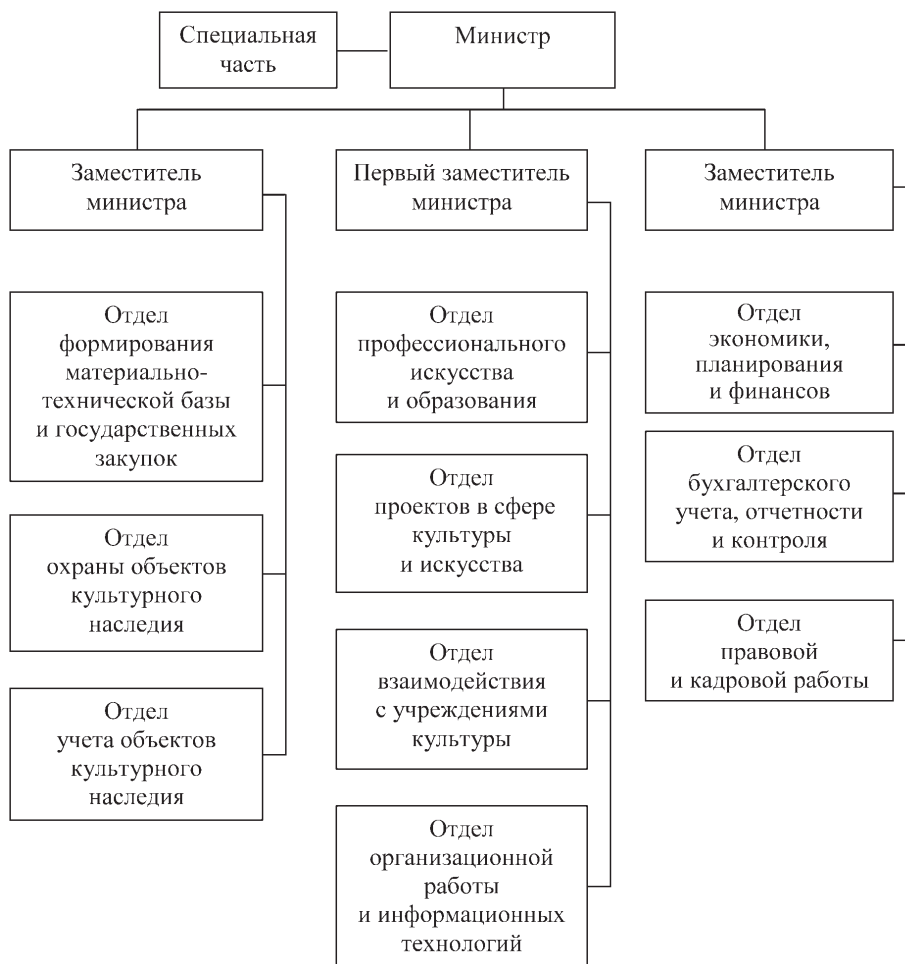 Специальная
часть
Министр
Заместитель
министра
Первый заместитель
министра
Заместитель
министра
Отдел
формирования
материально-
технической базы
и государственных
закупок
Отдел
охраны объектов
культурного
наследия
Отдел
учета объектов
культурного
наследия
Отдел
профессионального
искусства
и образования
Отдел
проектов в сфере
культуры
и искусства
Отдел
взаимодействия
с учреждениями
культуры
Отдел
организационной
работы
и информационных
технологий
Отдел
экономики,
планирования
и финансов
Отдел
бухгалтерского
учета, отчетности
и контроля
Отдел
правовой
и кадровой работы